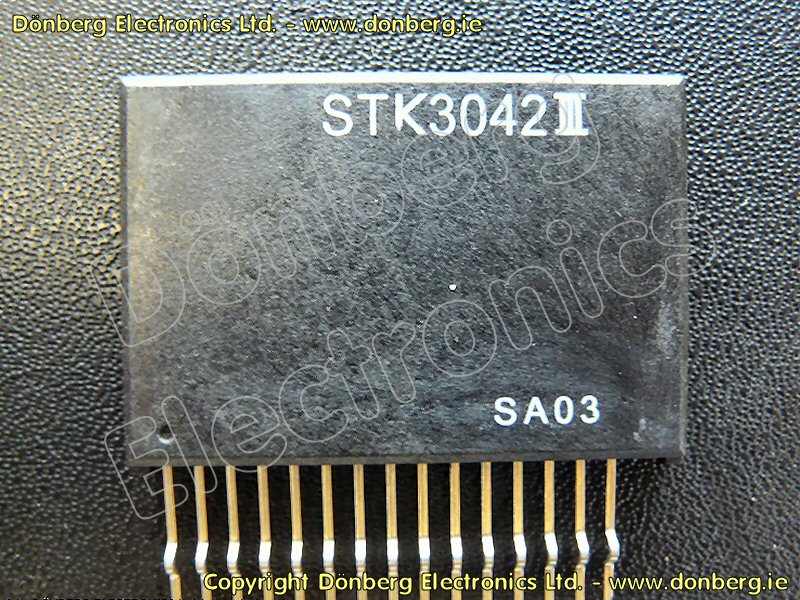 Dönberg Electronics Ltd. - www.donberg.ie
STK3042III
Dönberg
Electronics
SA03
Copyright Dönberg Electronics Ltd. - www.donberg.ie